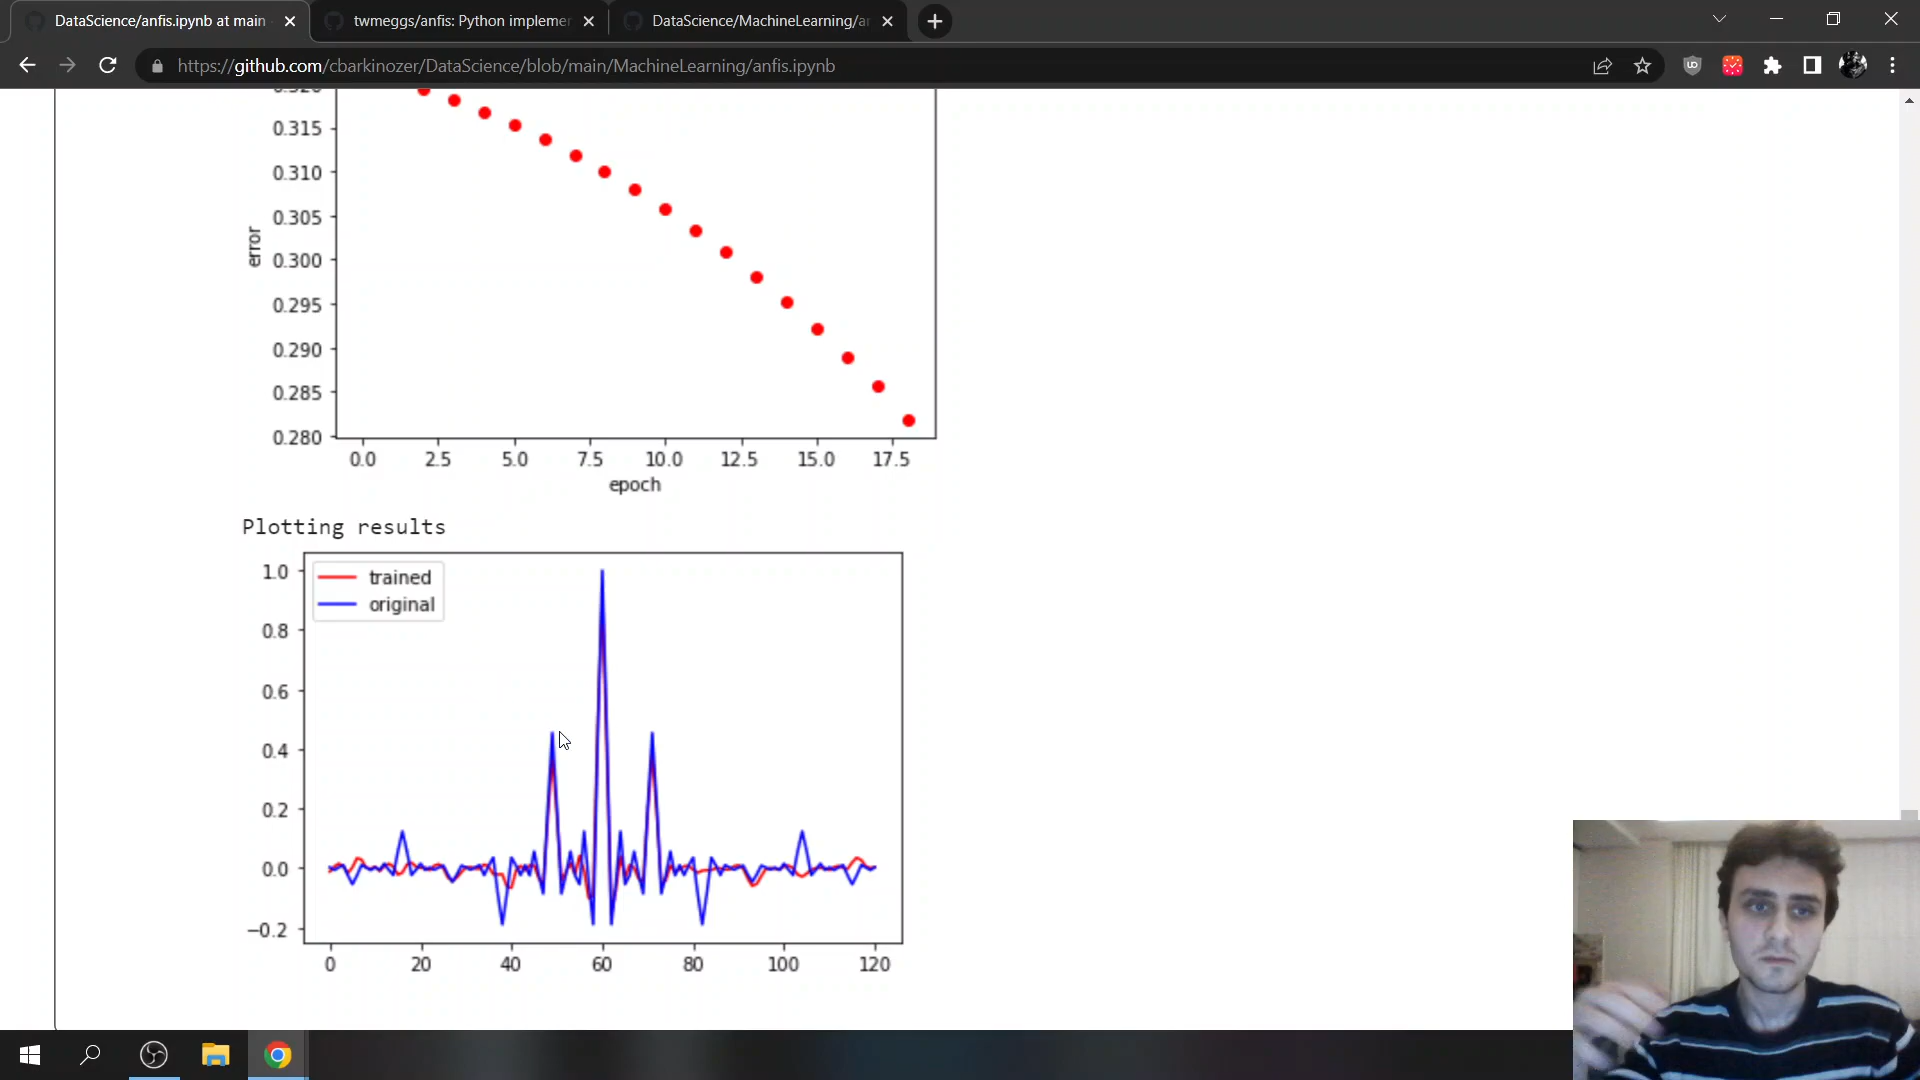 DataScience/anfis.ipynb at main
twmeggs/anfis: Python implemen
DataScience/MachineLearning/an
https://github.com/cbarkinozer/DataScience/blob/main/MachineLearning/anfis.ipynb
0.320
0.315
0.310
0.305
0.300
0.295
0.290
0.285
0.280
error
0.0 2.5 5.0 7.5 10.0 12.5 15.0 17.5
epoch
Plotting results
trained
original
1.0
0.8
0.6
0.4
0.2
0.0
−0.2
0 20 40 60 80 100 120